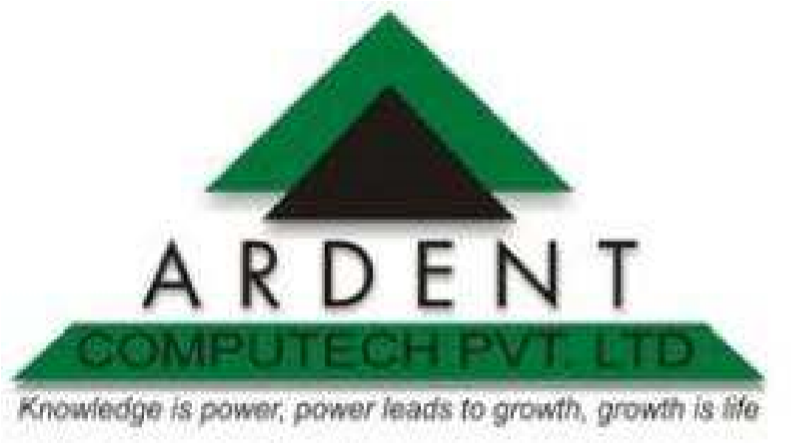 ARDENT
COMPUTECH PVT. LTD
Knowledge is power, power leads to growth, growth is life